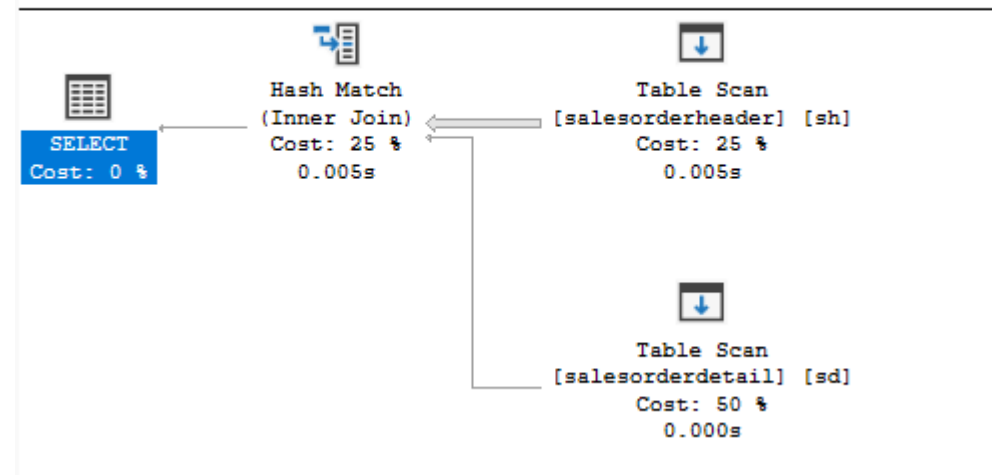 SELECT
Cost: 0 %
Hash Match
(Inner Join)
Cost: 25 %
0.005s
Table Scan
[salesorderheader] [sh]
Cost: 25 %
0.005s
Table Scan
[salesorderdetail] [sd]
Cost: 50 %
0.000s